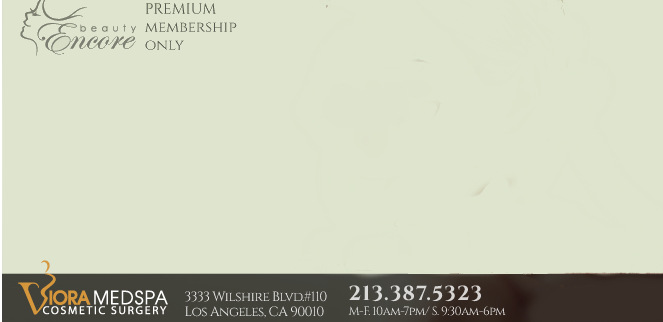 PREMIUM
MEMBERSHIP
ONLY
beauty
Encore
VIORA MEDSPA
COSMETIC SURGERY
3333 WILSHIRE BLVD.#110
LOS ANGELES, CA 90010
213.387.5323
M-F. 10AM-7PM/ S. 9:30AM-6PM